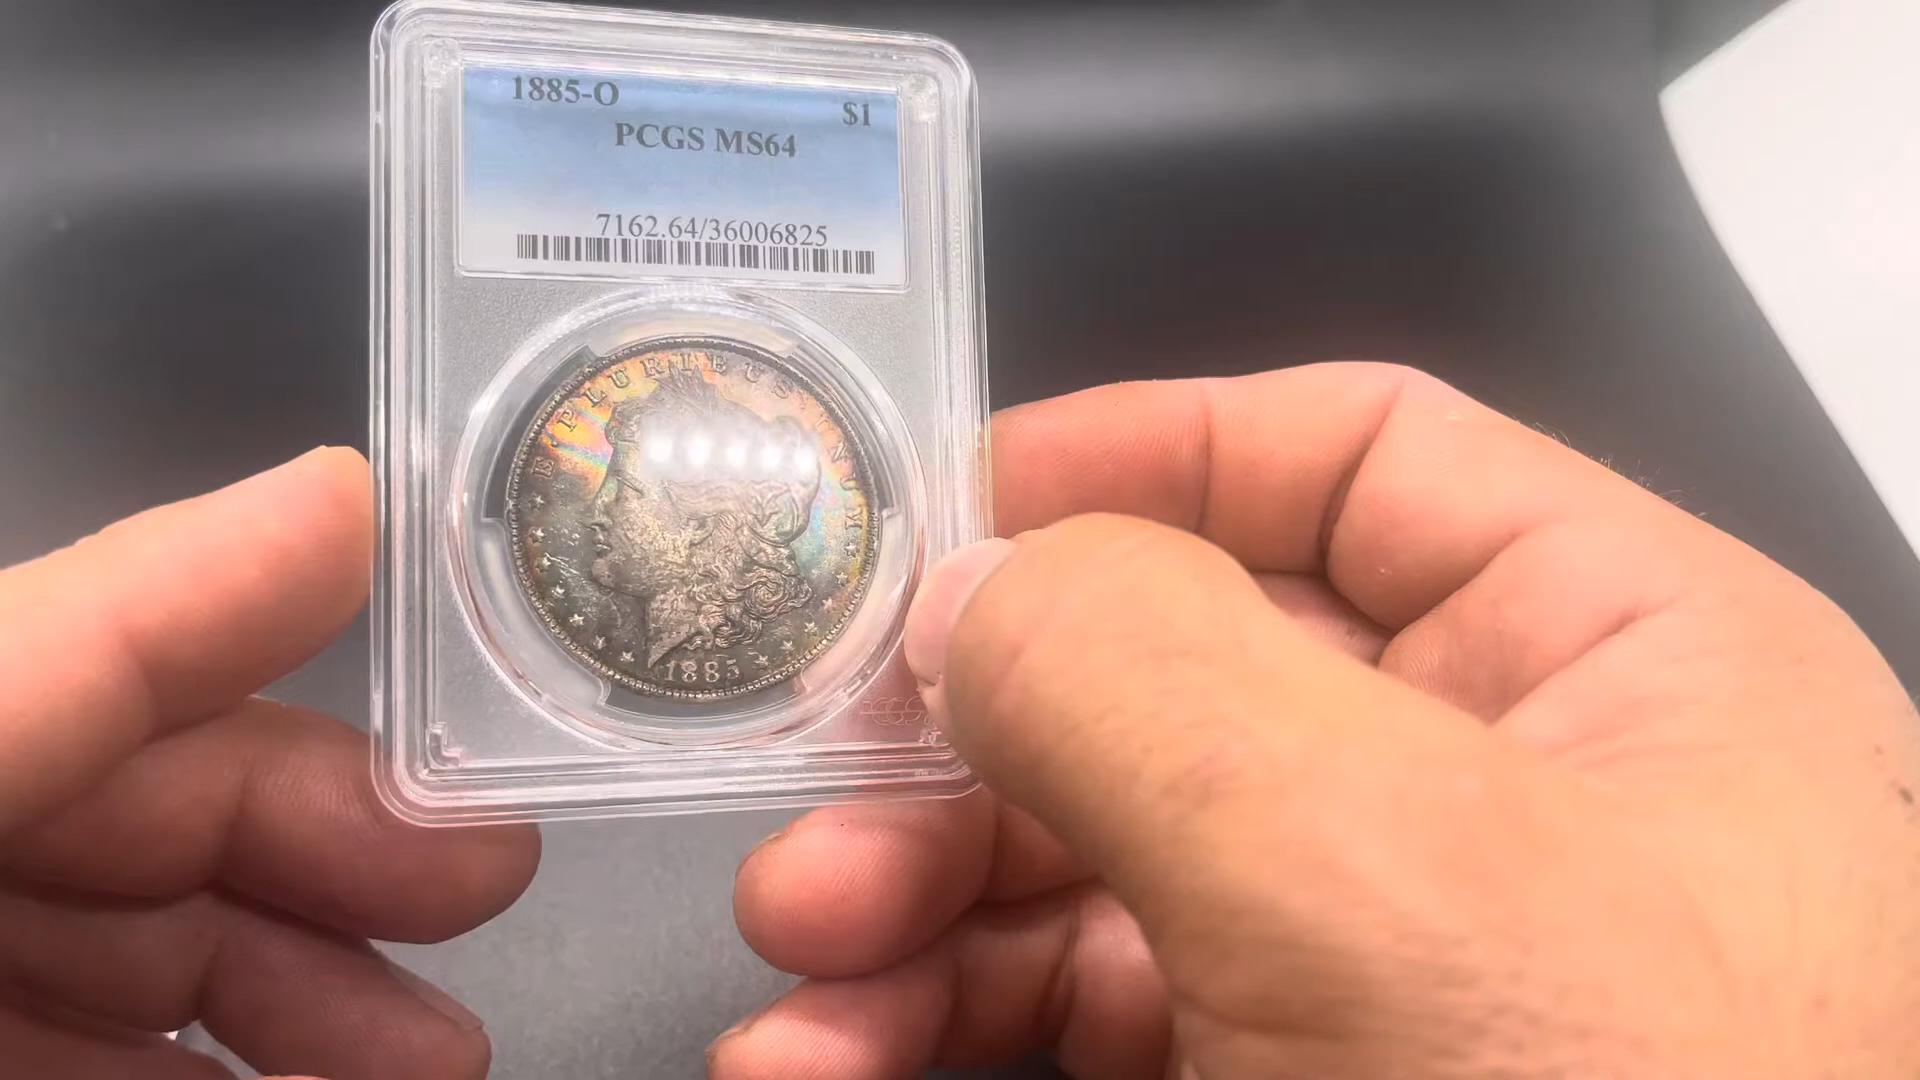 1885-O
$1
PCGS MS64
7162.64/36006825
E · PLURIBUS · UNUM
1885